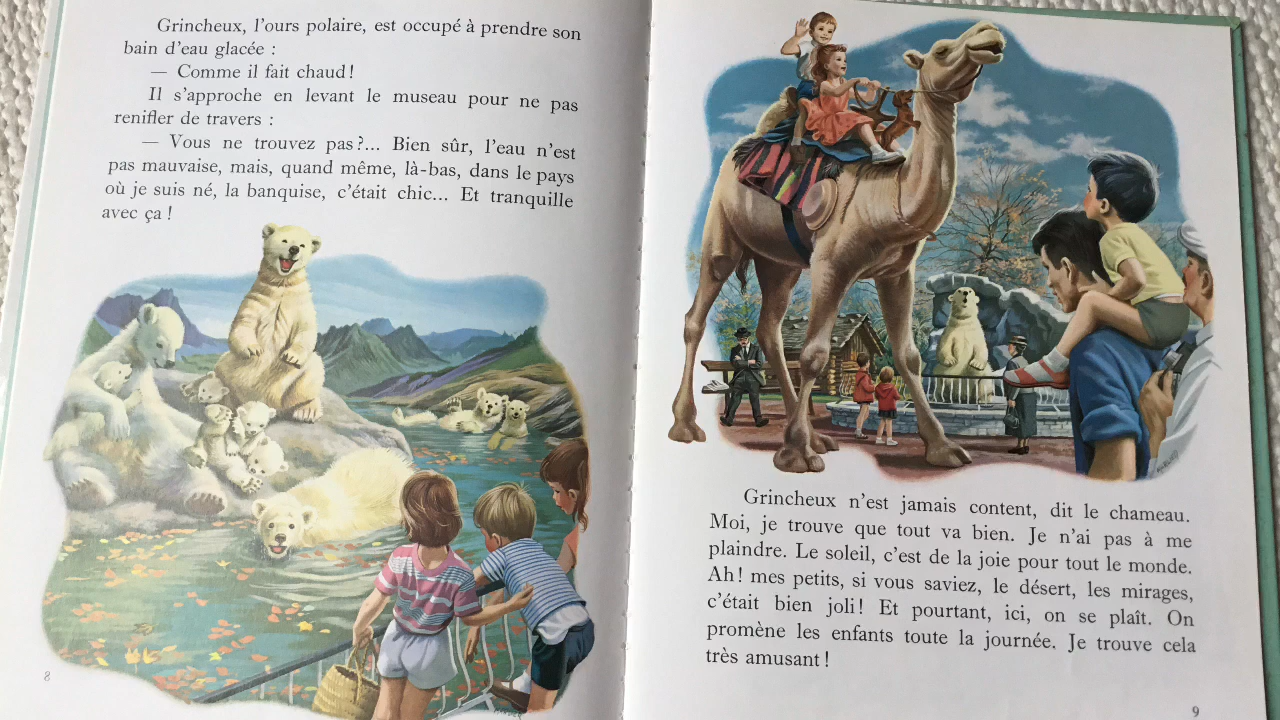 Grincheux, l'ours polaire, est occupé à prendre son
bain d'eau glacée :
— Comme il fait chaud !
Il s'approche en levant le museau pour ne pas
renifler de travers :
— Vous ne trouvez pas ?... Bien sûr, l'eau n'est
pas mauvaise, mais, quand même, là-bas, dans le pays
où je suis né, la banquise, c'était chic... Et tranquille
avec ça !
8
Grincheux n'est jamais content, dit le chameau.
Moi, je trouve que tout va bien. Je n'ai pas à me
plaindre. Le soleil, c'est de la joie pour tout le monde.
Ah ! mes petits, si vous saviez, le désert, les mirages,
c'était bien joli ! Et pourtant, ici, on se plaît. On
promène les enfants toute la journée. Je trouve cela
très amusant !
9